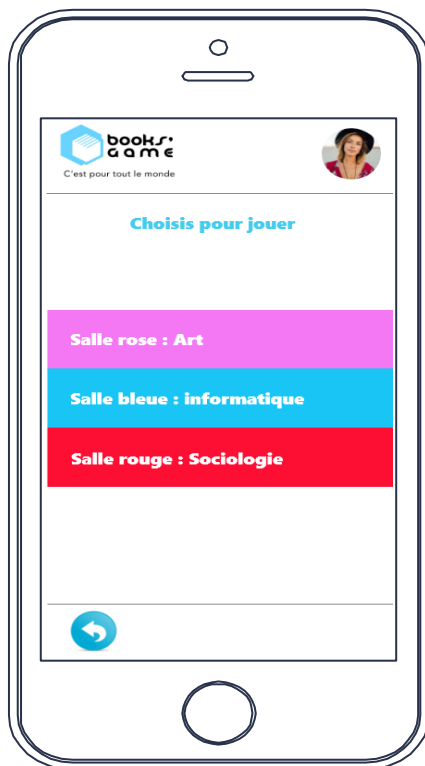 books'
Game
C'est pour tout le monde
Choisis pour jouer
Salle rose : Art
Salle bleue : informatique
Salle rouge : Sociologie